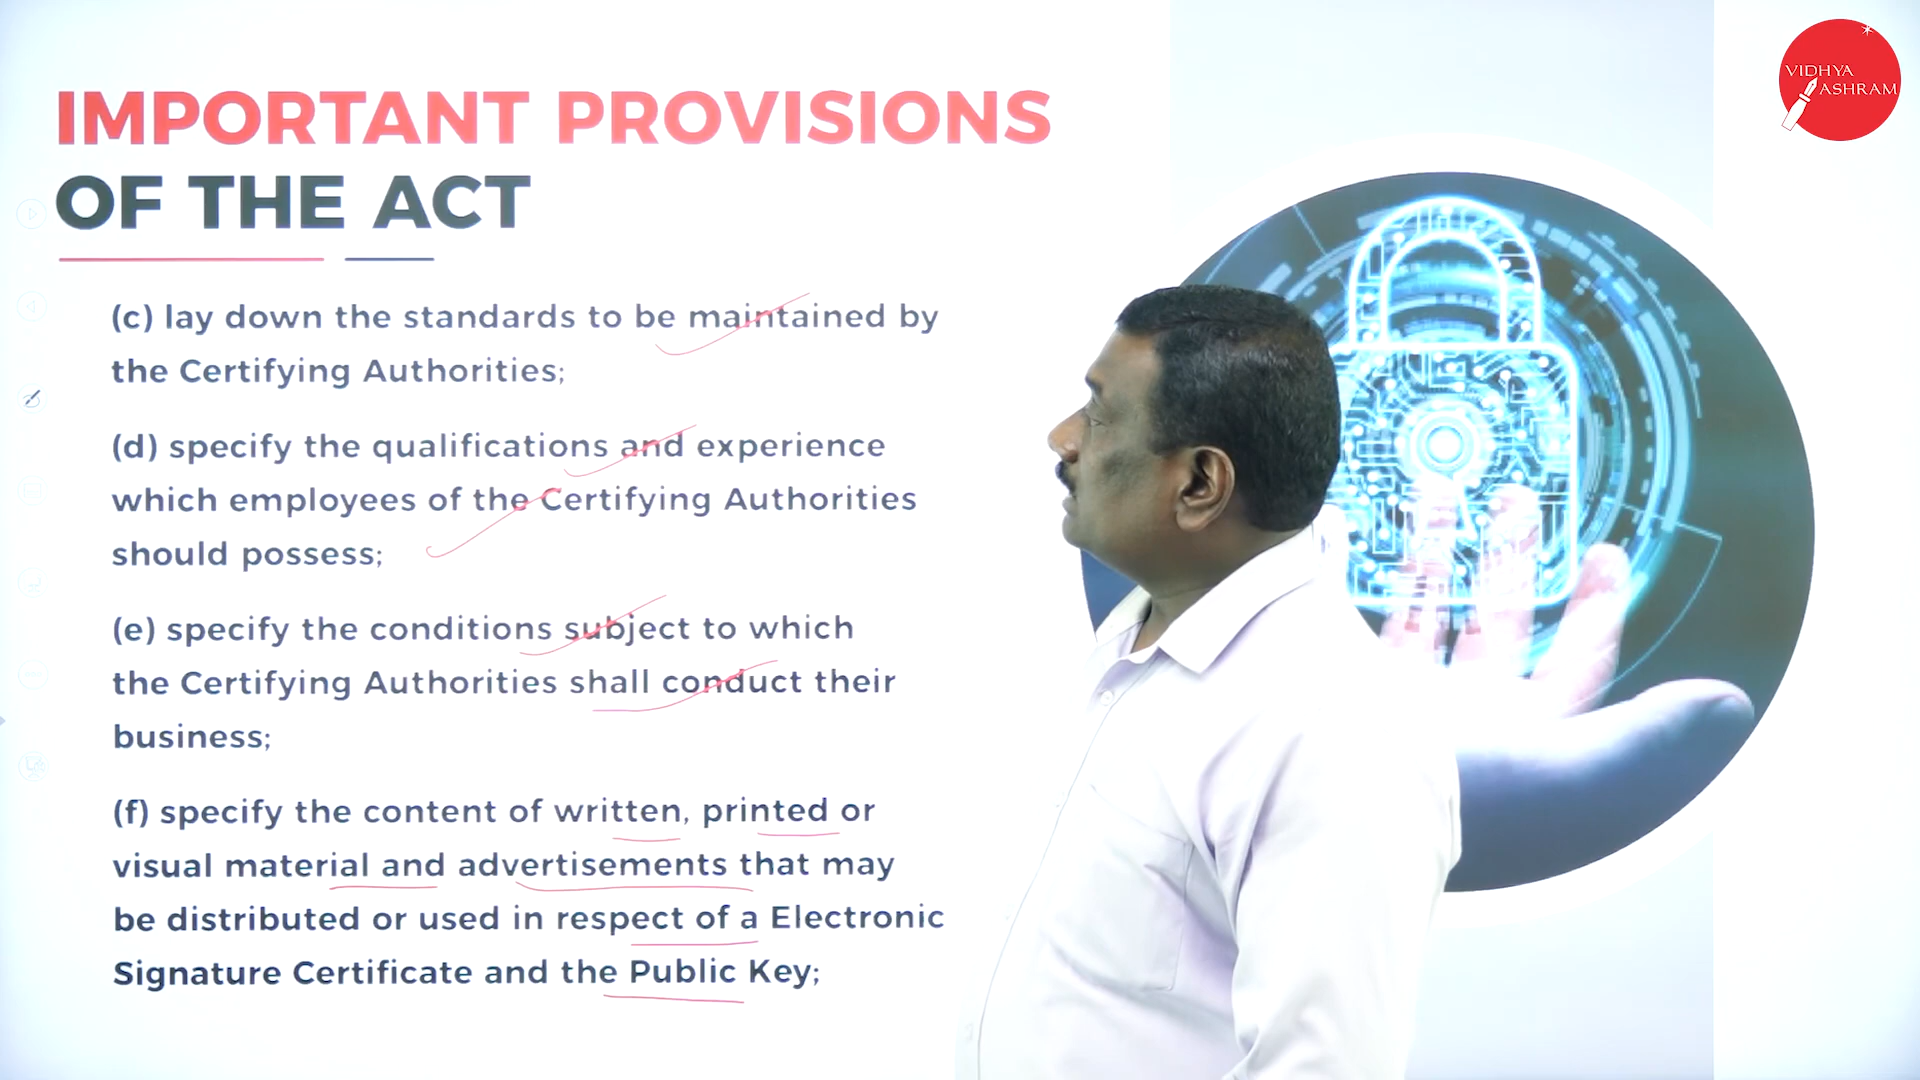 VIDHYA
ASHRAM
IMPORTANT PROVISIONS
OF THE ACT
(c) lay down the standards to be maintained by
the Certifying Authorities;
(d) specify the qualifications and experience
which employees of the Certifying Authorities
should possess;
(e) specify the conditions subject to which
the Certifying Authorities shall conduct their
business;
(f) specify the content of written, printed or
visual material and advertisements that may
be distributed or used in respect of a Electronic
Signature Certificate and the Public Key;